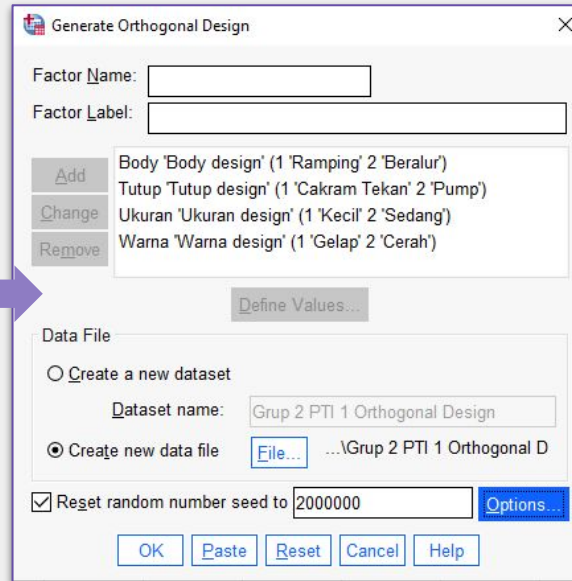 Generate Orthogonal Design
Factor Name:
Factor Label:
Add
Change
Remove
Body 'Body design' (1 'Ramping' 2 'Beralur')
Tutup 'Tutup design' (1 'Cakram Tekan' 2 'Pump')
Ukuran 'Ukuran design' (1 'Kecil' 2 'Sedang')
Warna 'Warna design' (1 'Gelap' 2 'Cerah')
Define Values...
Data File
Create a new dataset
Dataset name: Grup 2 PTI 1 Orthogonal Design
Create new data file File... ...\Grup 2 PTI 1 Orthogonal D
Reset random number seed to 2000000 Options...
OK Paste Reset Cancel Help